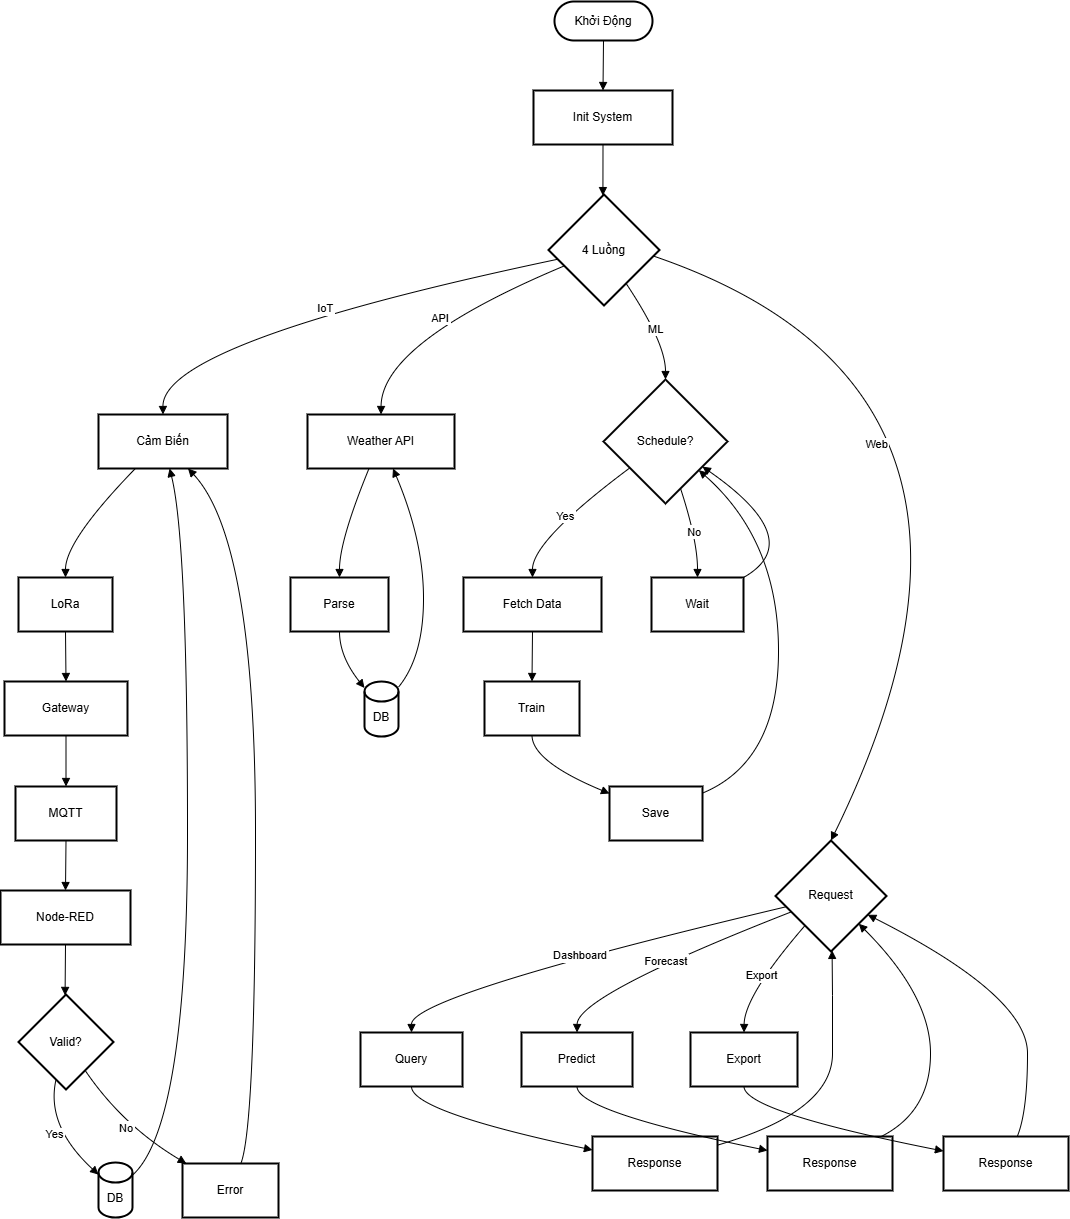 Khởi Động
Init System
4 Luồng
IoT
API
ML
Web
Cảm Biến
Weather API
Schedule?
Yes
No
LoRa
Parse
Fetch Data
Wait
Gateway
DB
Train
MQTT
Save
Node-RED
Request
Dashboard
Forecast
Export
Valid?
Query
Predict
Export
Yes
No
DB
Error
Response
Response
Response